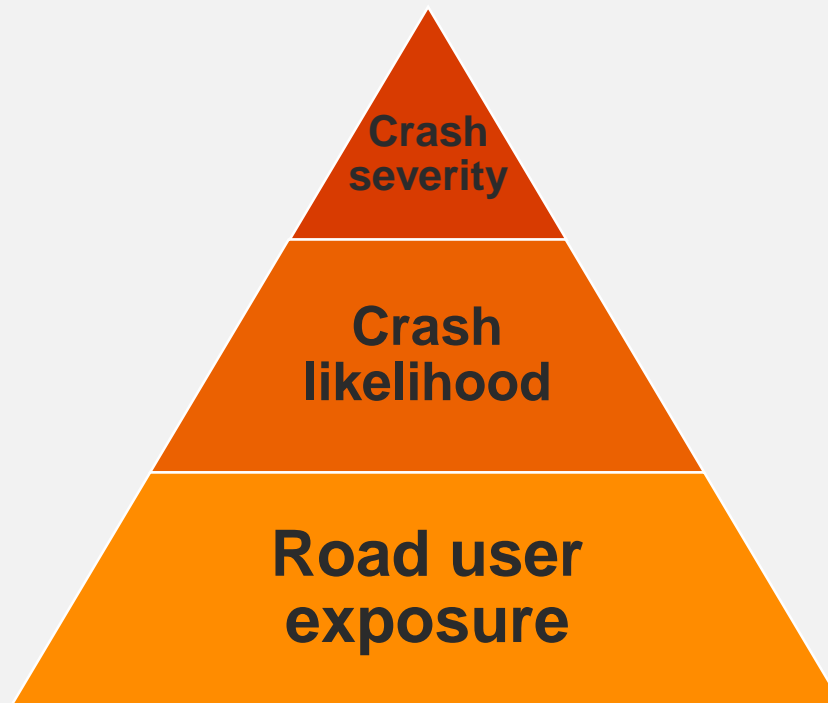 Crash
severity
Crash
likelihood
Road user
exposure